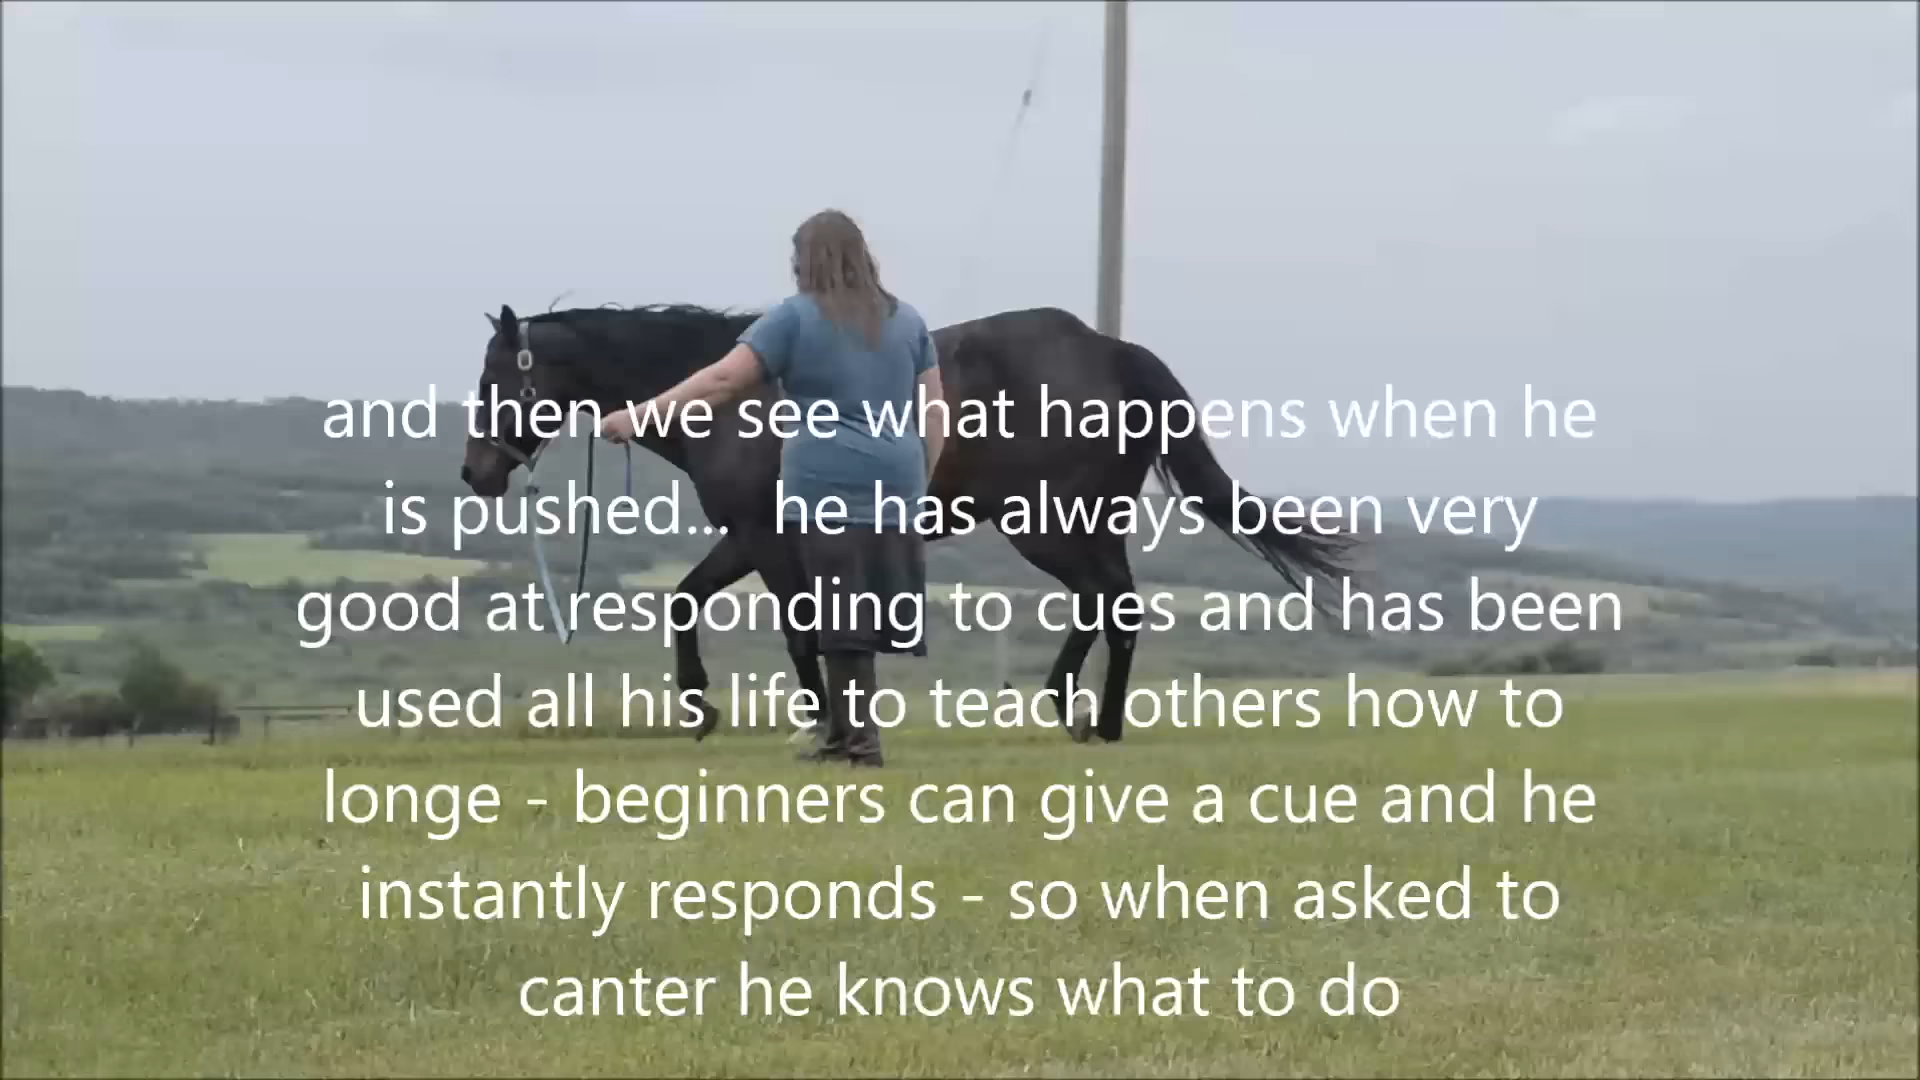 and then we see what happens when he
is pushed...  he has always been very
good at responding to cues and has been
used all his life to teach others how to
longe - beginners can give a cue and he
instantly responds - so when asked to
canter he knows what to do